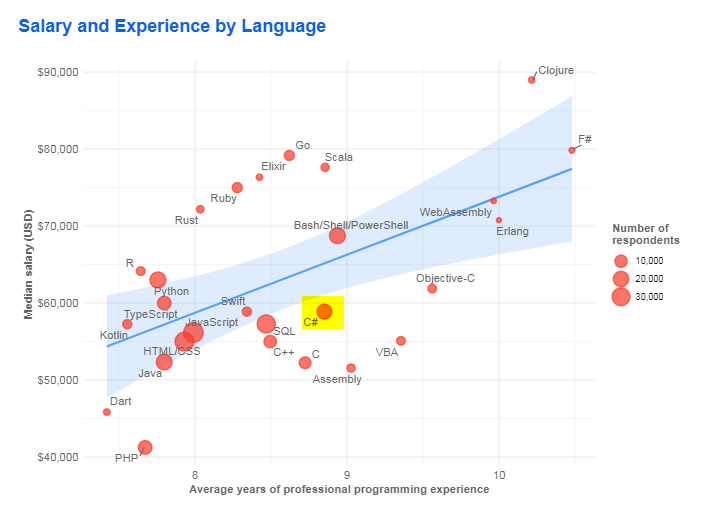 Salary and Experience by Language
$90,000
$80,000
$70,000
$60,000
$50,000
$40,000
Median salary (USD)
Clojure
F#
Go
Scala
Elixir
Ruby
WebAssembly
Rust
Bash/Shell/PowerShell
Erlang
R
Python
Objective-C
TypeScript
Swift
C#
Kotlin
JavaScript
SQL
HTML/CSS
C++
C
VBA
Java
Assembly
Dart
PHP
8
9
10
Average years of professional programming experience
Number of
respondents
10,000
20,000
30,000